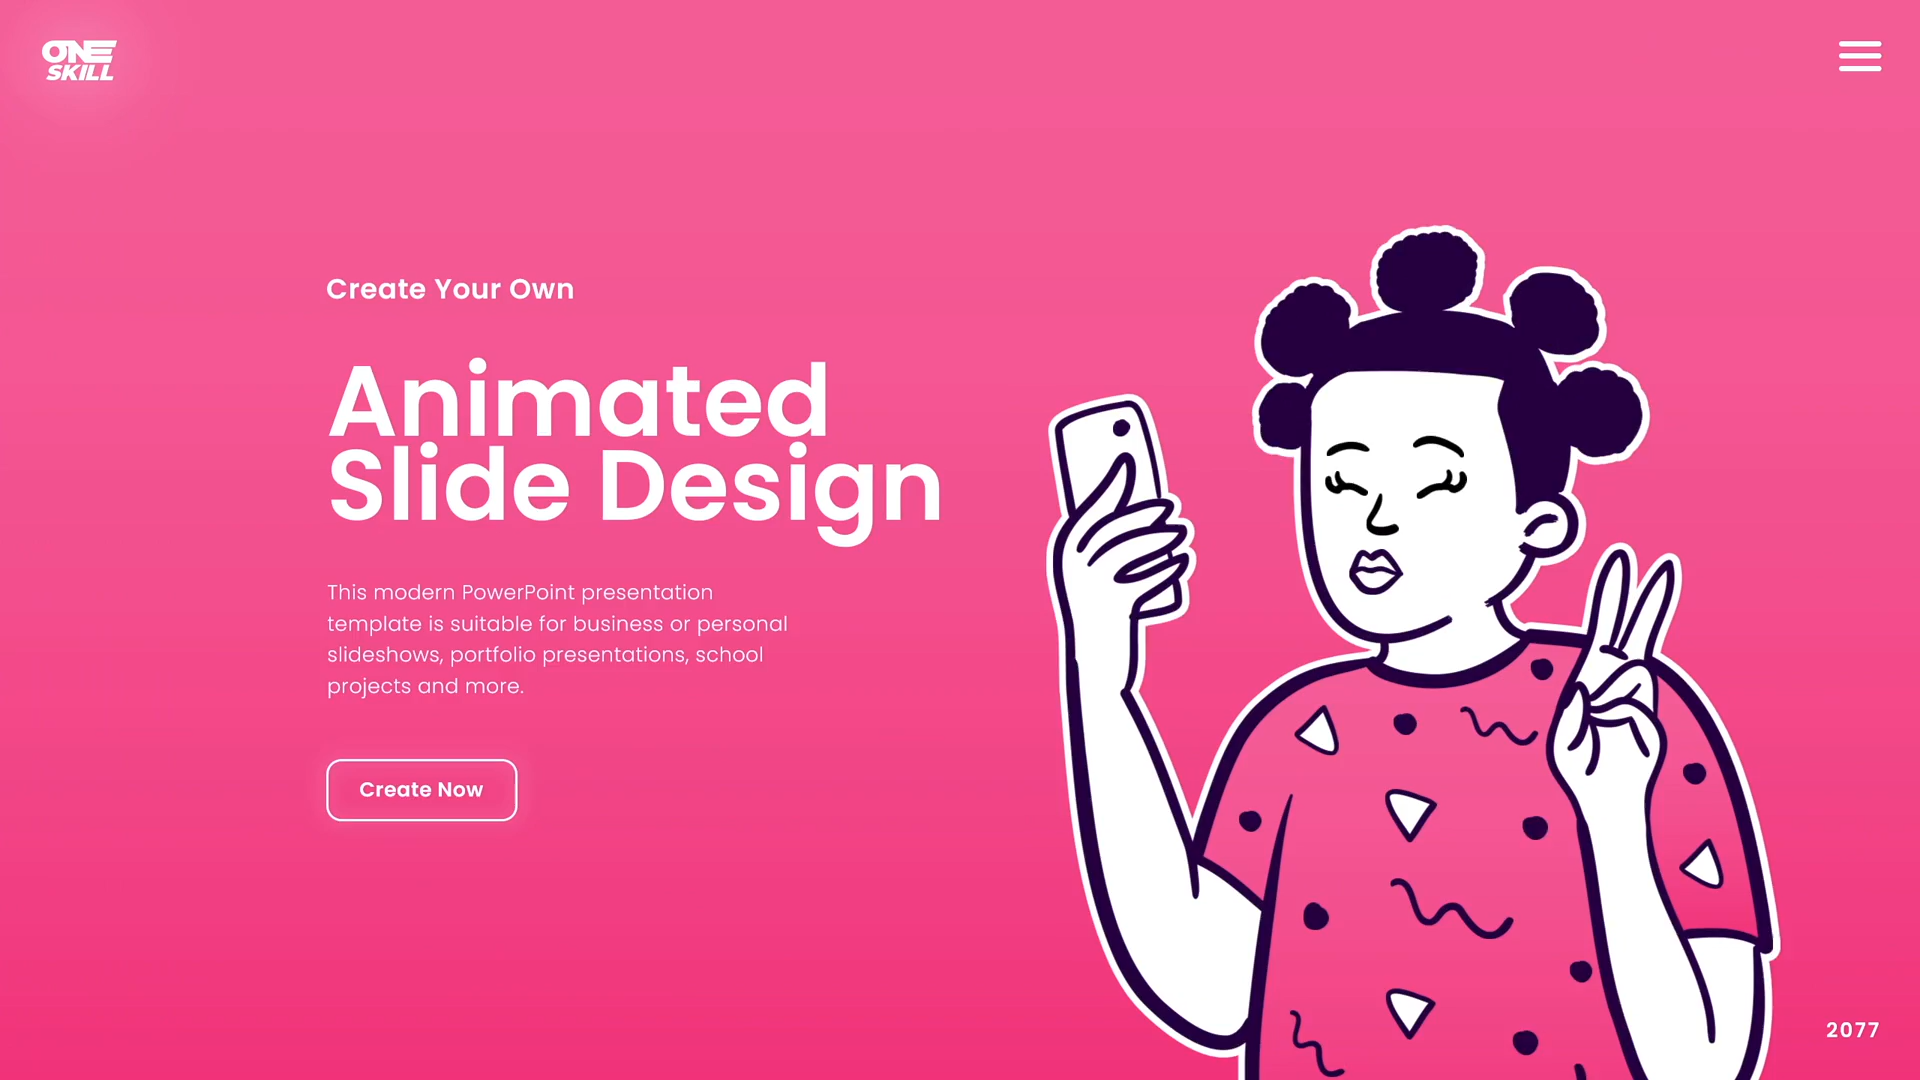 ONE
SKILL
Create Your Own
Animated
Slide Design
This modern PowerPoint presentation
template is suitable for business or personal
slideshows, portfolio presentations, school
projects and more.
Create Now
2077